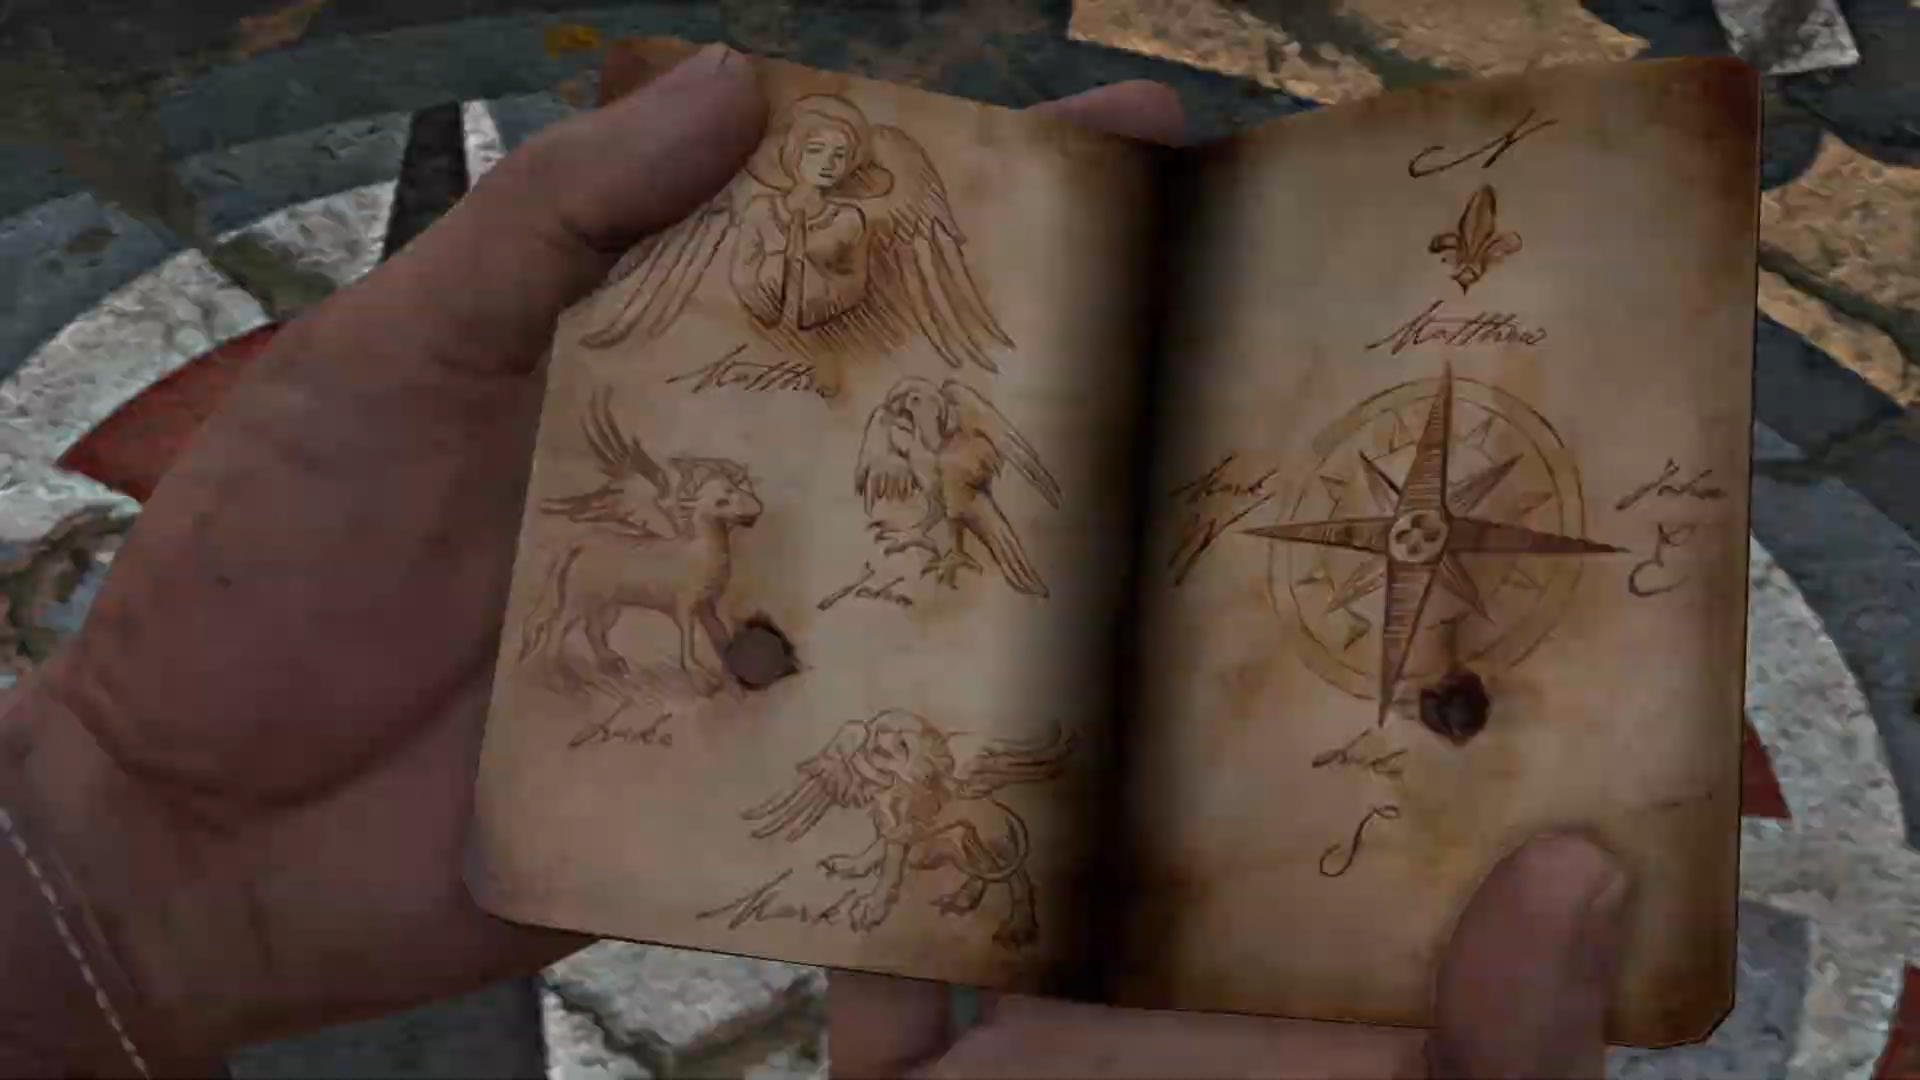 Matthew
John
Luke
Mark
N
Matthew
Mark
W
John
E
Luke
S